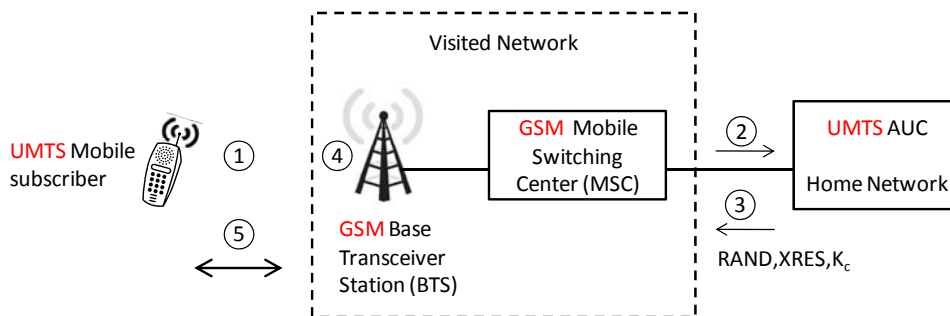 Visited Network
UMTS Mobile
subscriber
1
4
GSM Mobile
Switching
Center (MSC)
2
UMTS AUC
Home Network
3
RAND,XRES,Kc
5
GSM Base
Transceiver
Station (BTS)